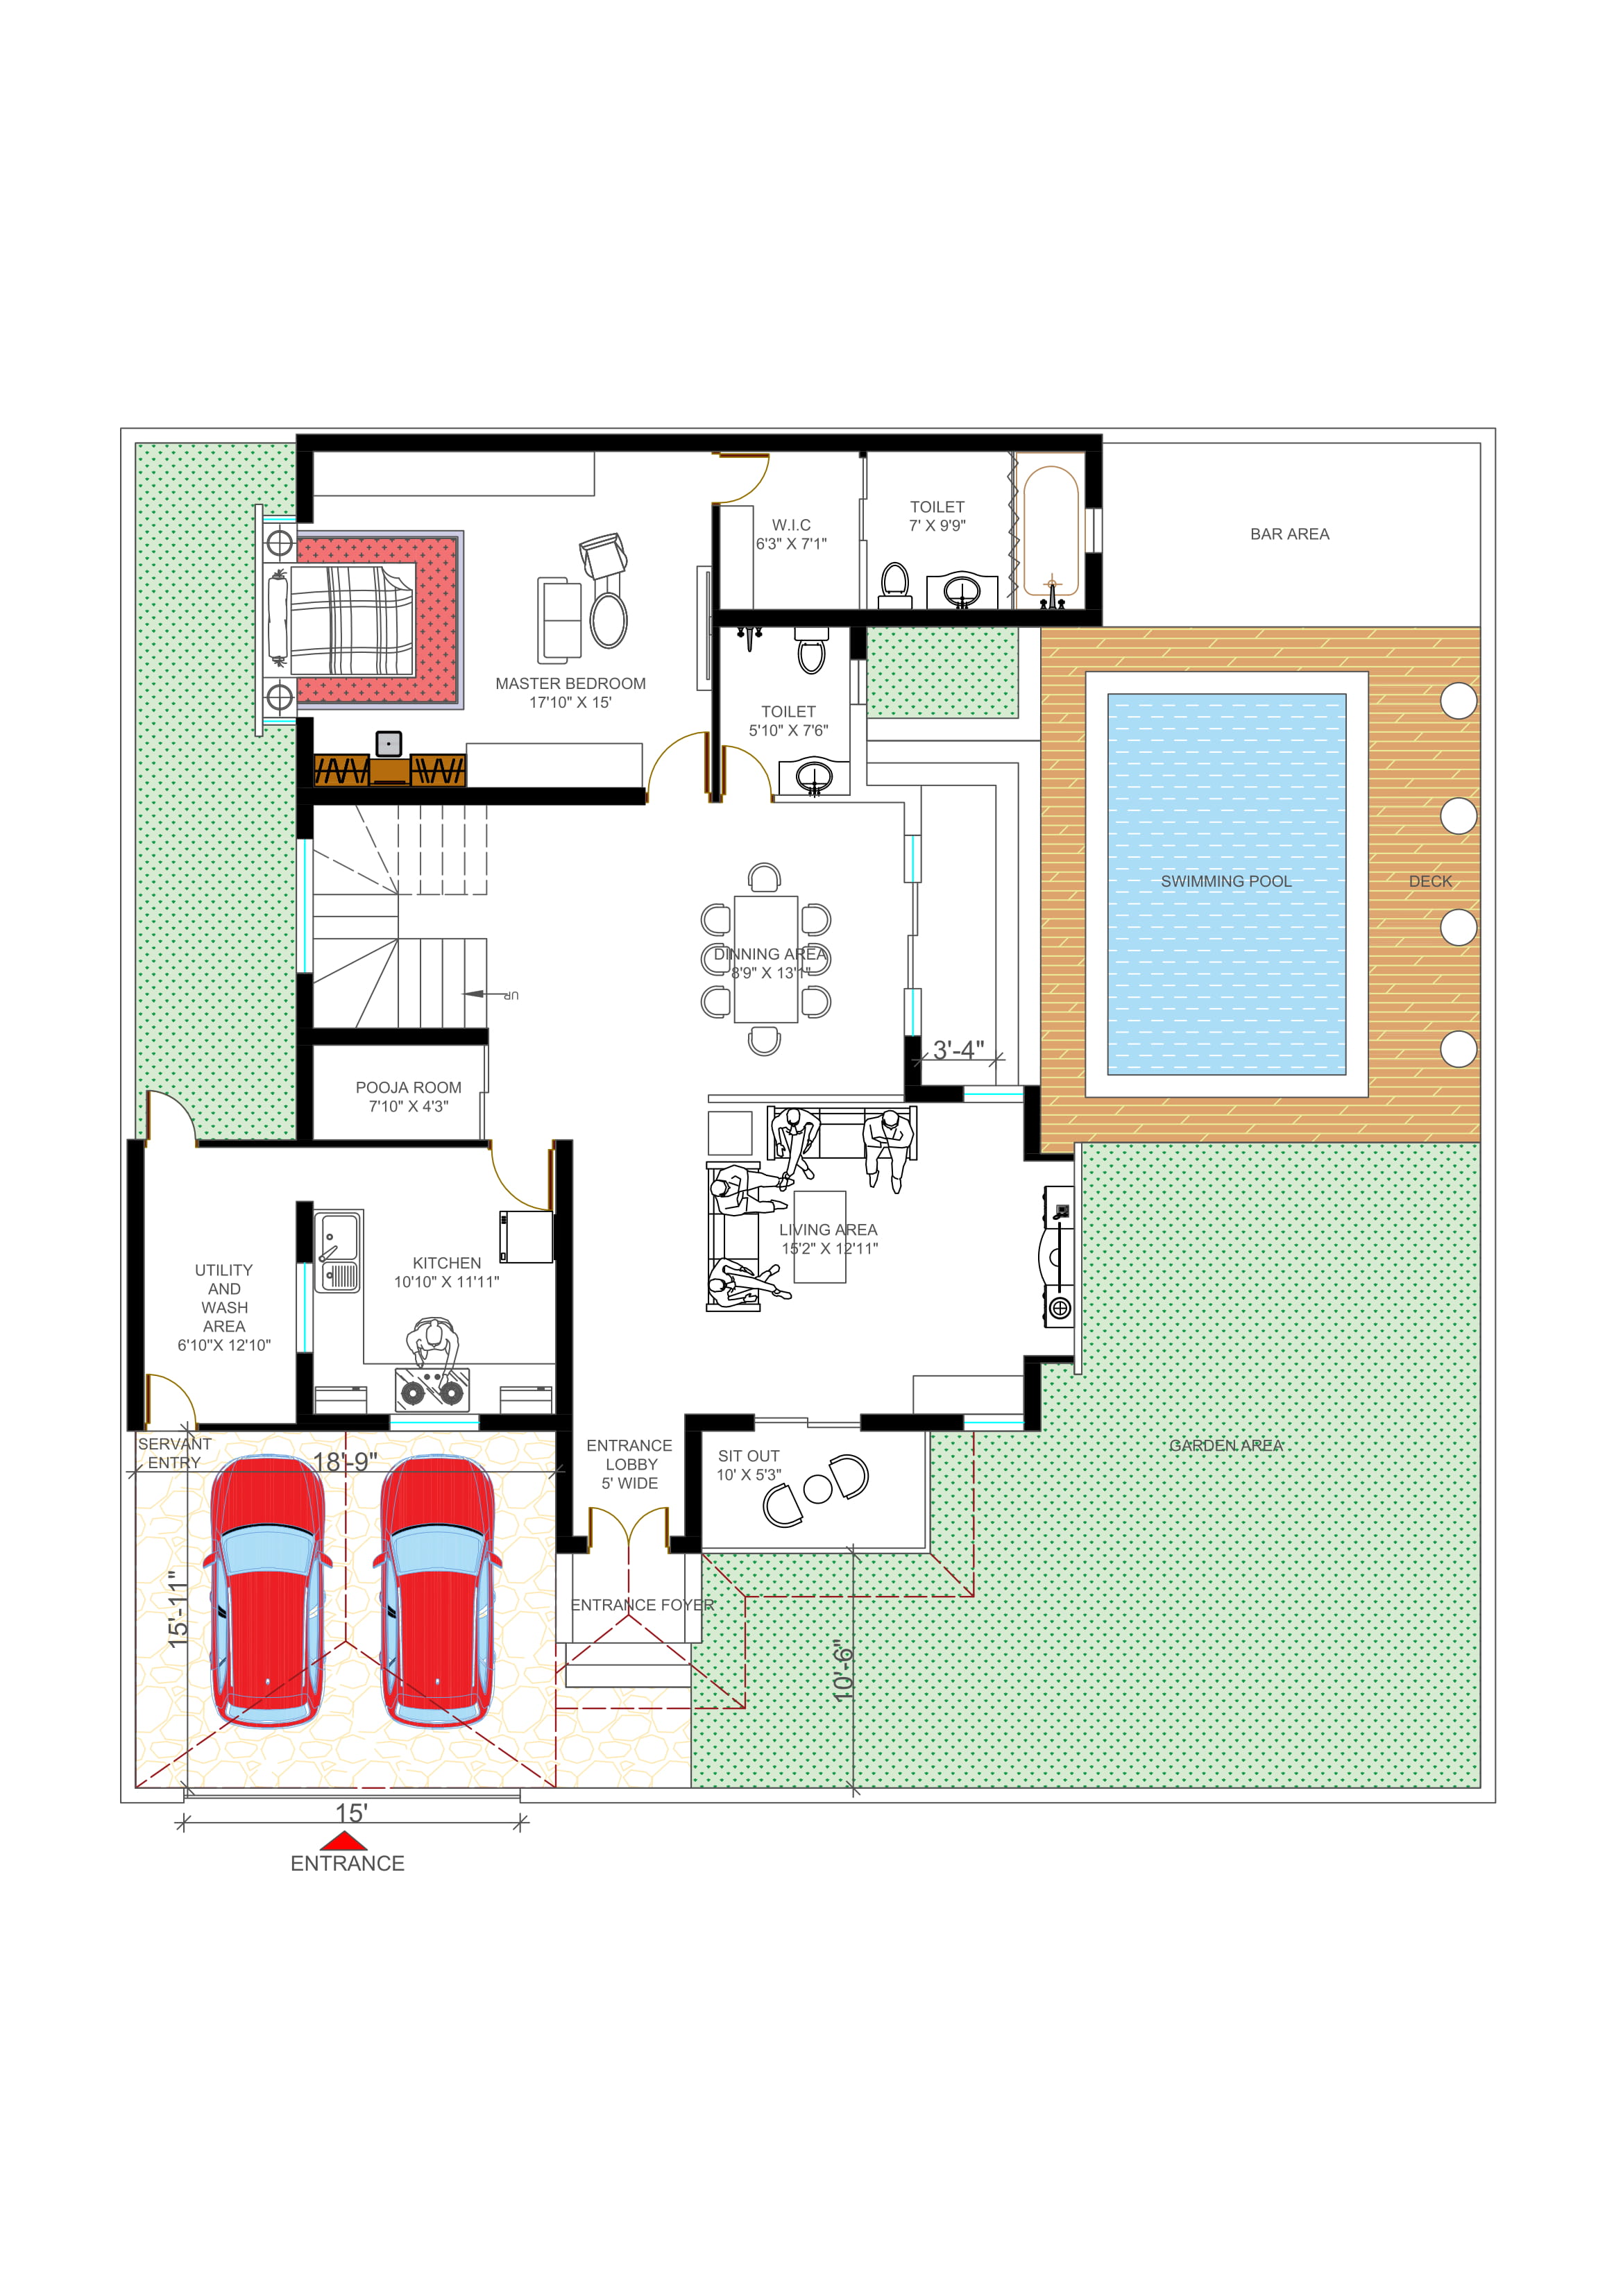 TOILET
7' X 9'9"
W.I.C
6'3" X 7'1"
BAR AREA
MASTER BEDROOM
17'10" X 15'
TOILET
5'10" X 7'6"
SWIMMING POOL
DECK
DINNING AREA
8'9" X 13'1"
UP
3'-4"
POOJA ROOM
7'10" X 4'3"
LIVING AREA
15'2" X 12'11"
KITCHEN
10'10" X 11'11"
UTILITY
AND
WASH
AREA
6'10"X 12'10"
SERVANT
ENTRY
18'-9"
ENTRANCE
LOBBY
5' WIDE
SIT OUT
10' X 5'3"
GARDEN AREA
15'-11"
ENTRANCE FOYER
10'-6"
15'
ENTRANCE